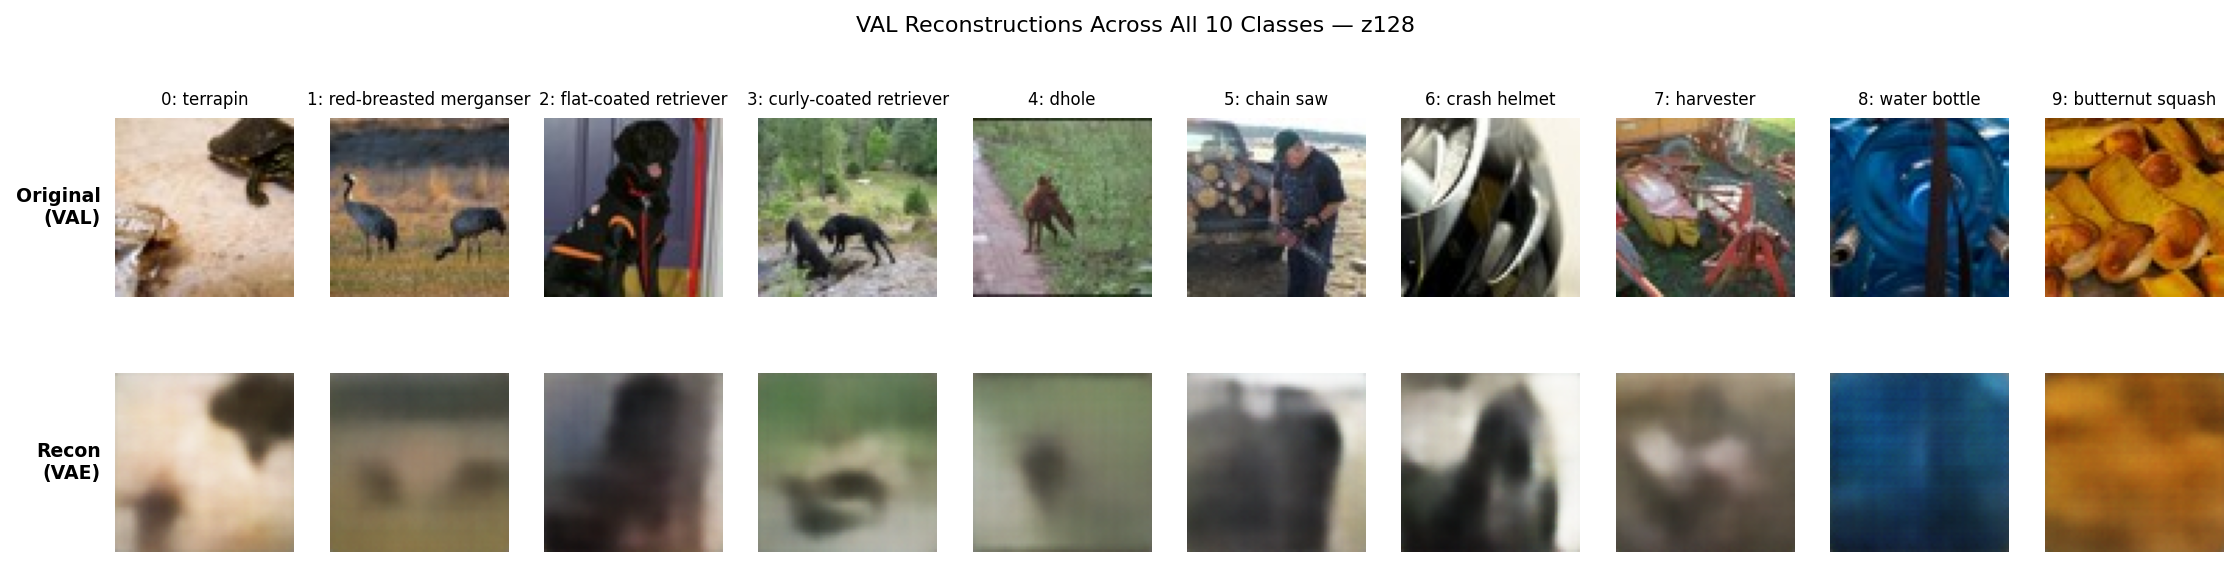 VAL Reconstructions Across All 10 Classes — z128
0: terrapin
1: red-breasted merganser
2: flat-coated retriever
3: curly-coated retriever
4: dhole
5: chain saw
6: crash helmet
7: harvester
8: water bottle
9: butternut squash
Original
(VAL)
Recon
(VAE)